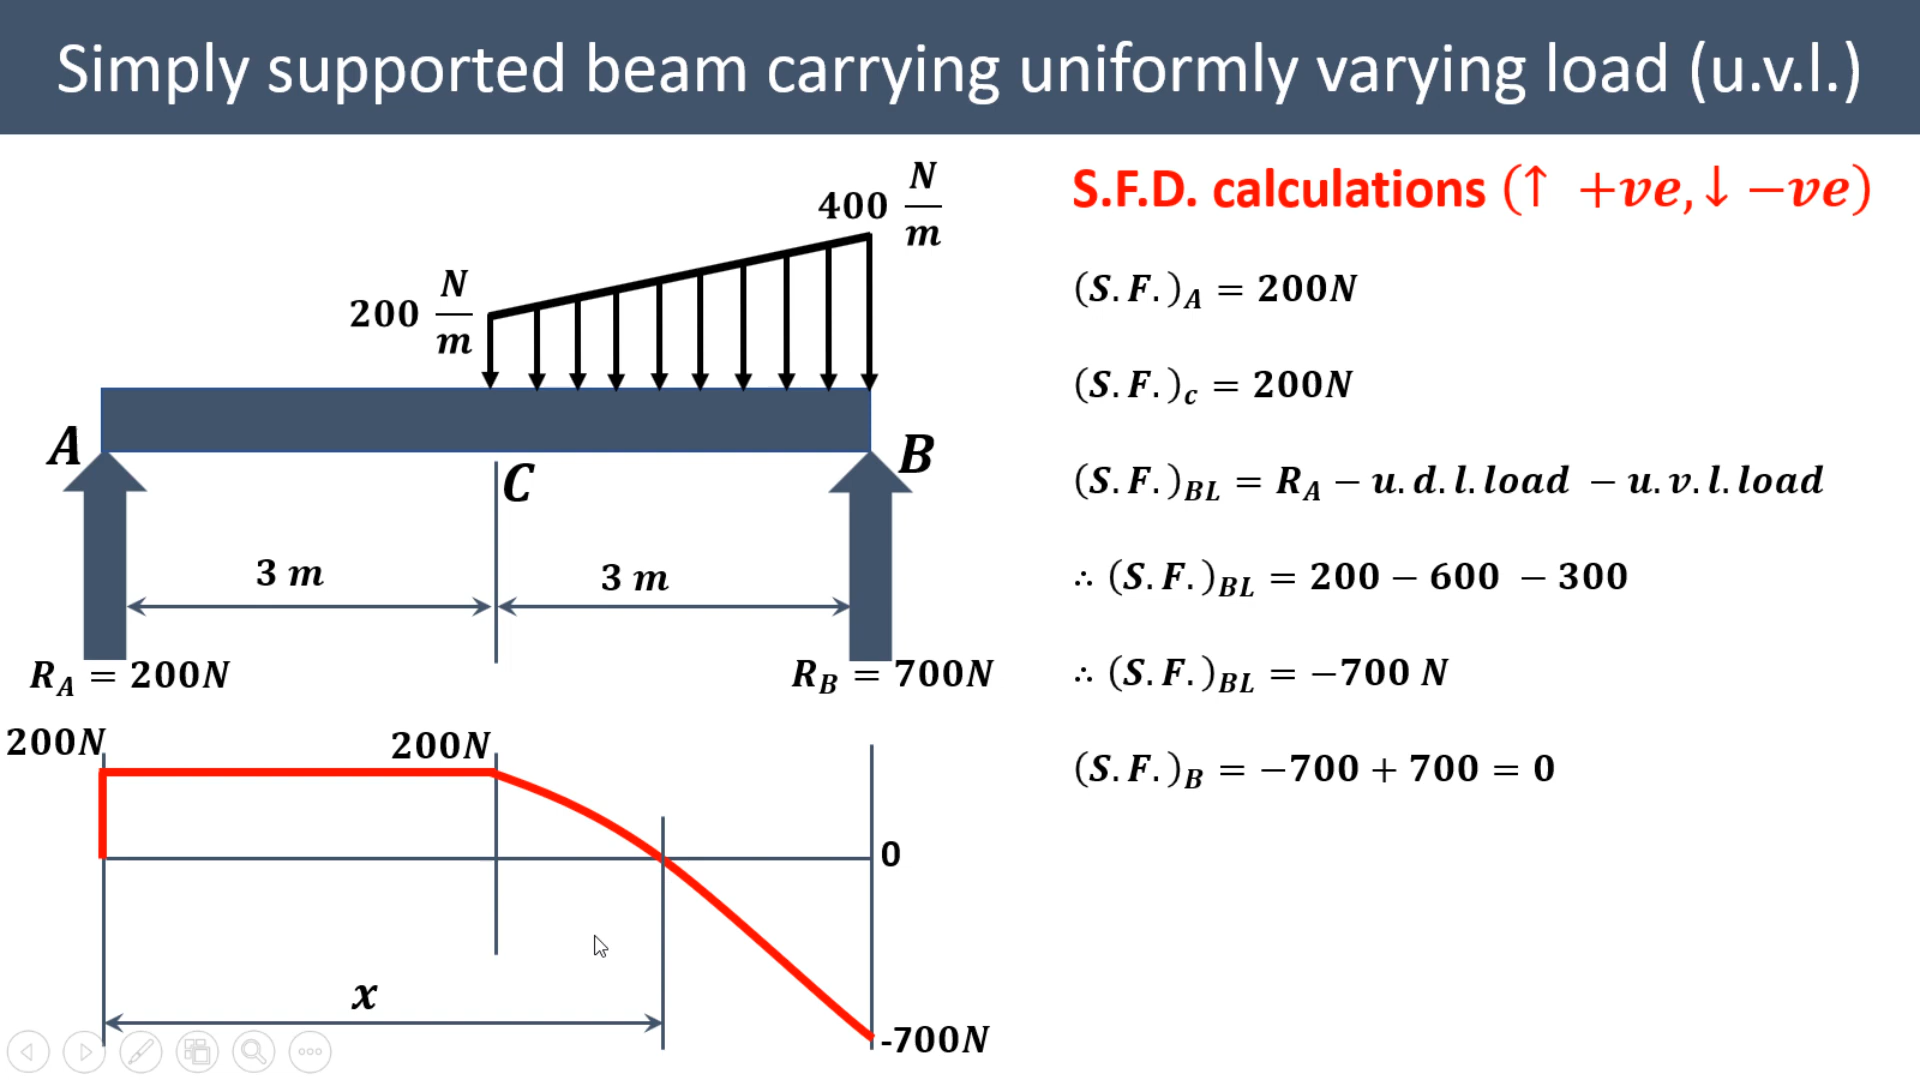 Simply supported beam carrying uniformly varying load (u.v.l.)
400 N/m
200 N/m
A
B
C
3 m
3 m
R_A = 200N
R_B = 700N
200N
200N
0
x
-700N
S.F.D. calculations (↑ +ve,↓ −ve)
(S.F.)_A = 200N
(S.F.)_c = 200N
(S.F.)_BL = R_A − u.d.l.load − u.v.l.load
∴ (S.F.)_BL = 200 − 600 − 300
∴ (S.F.)_BL = −700 N
(S.F.)_B = −700 + 700 = 0